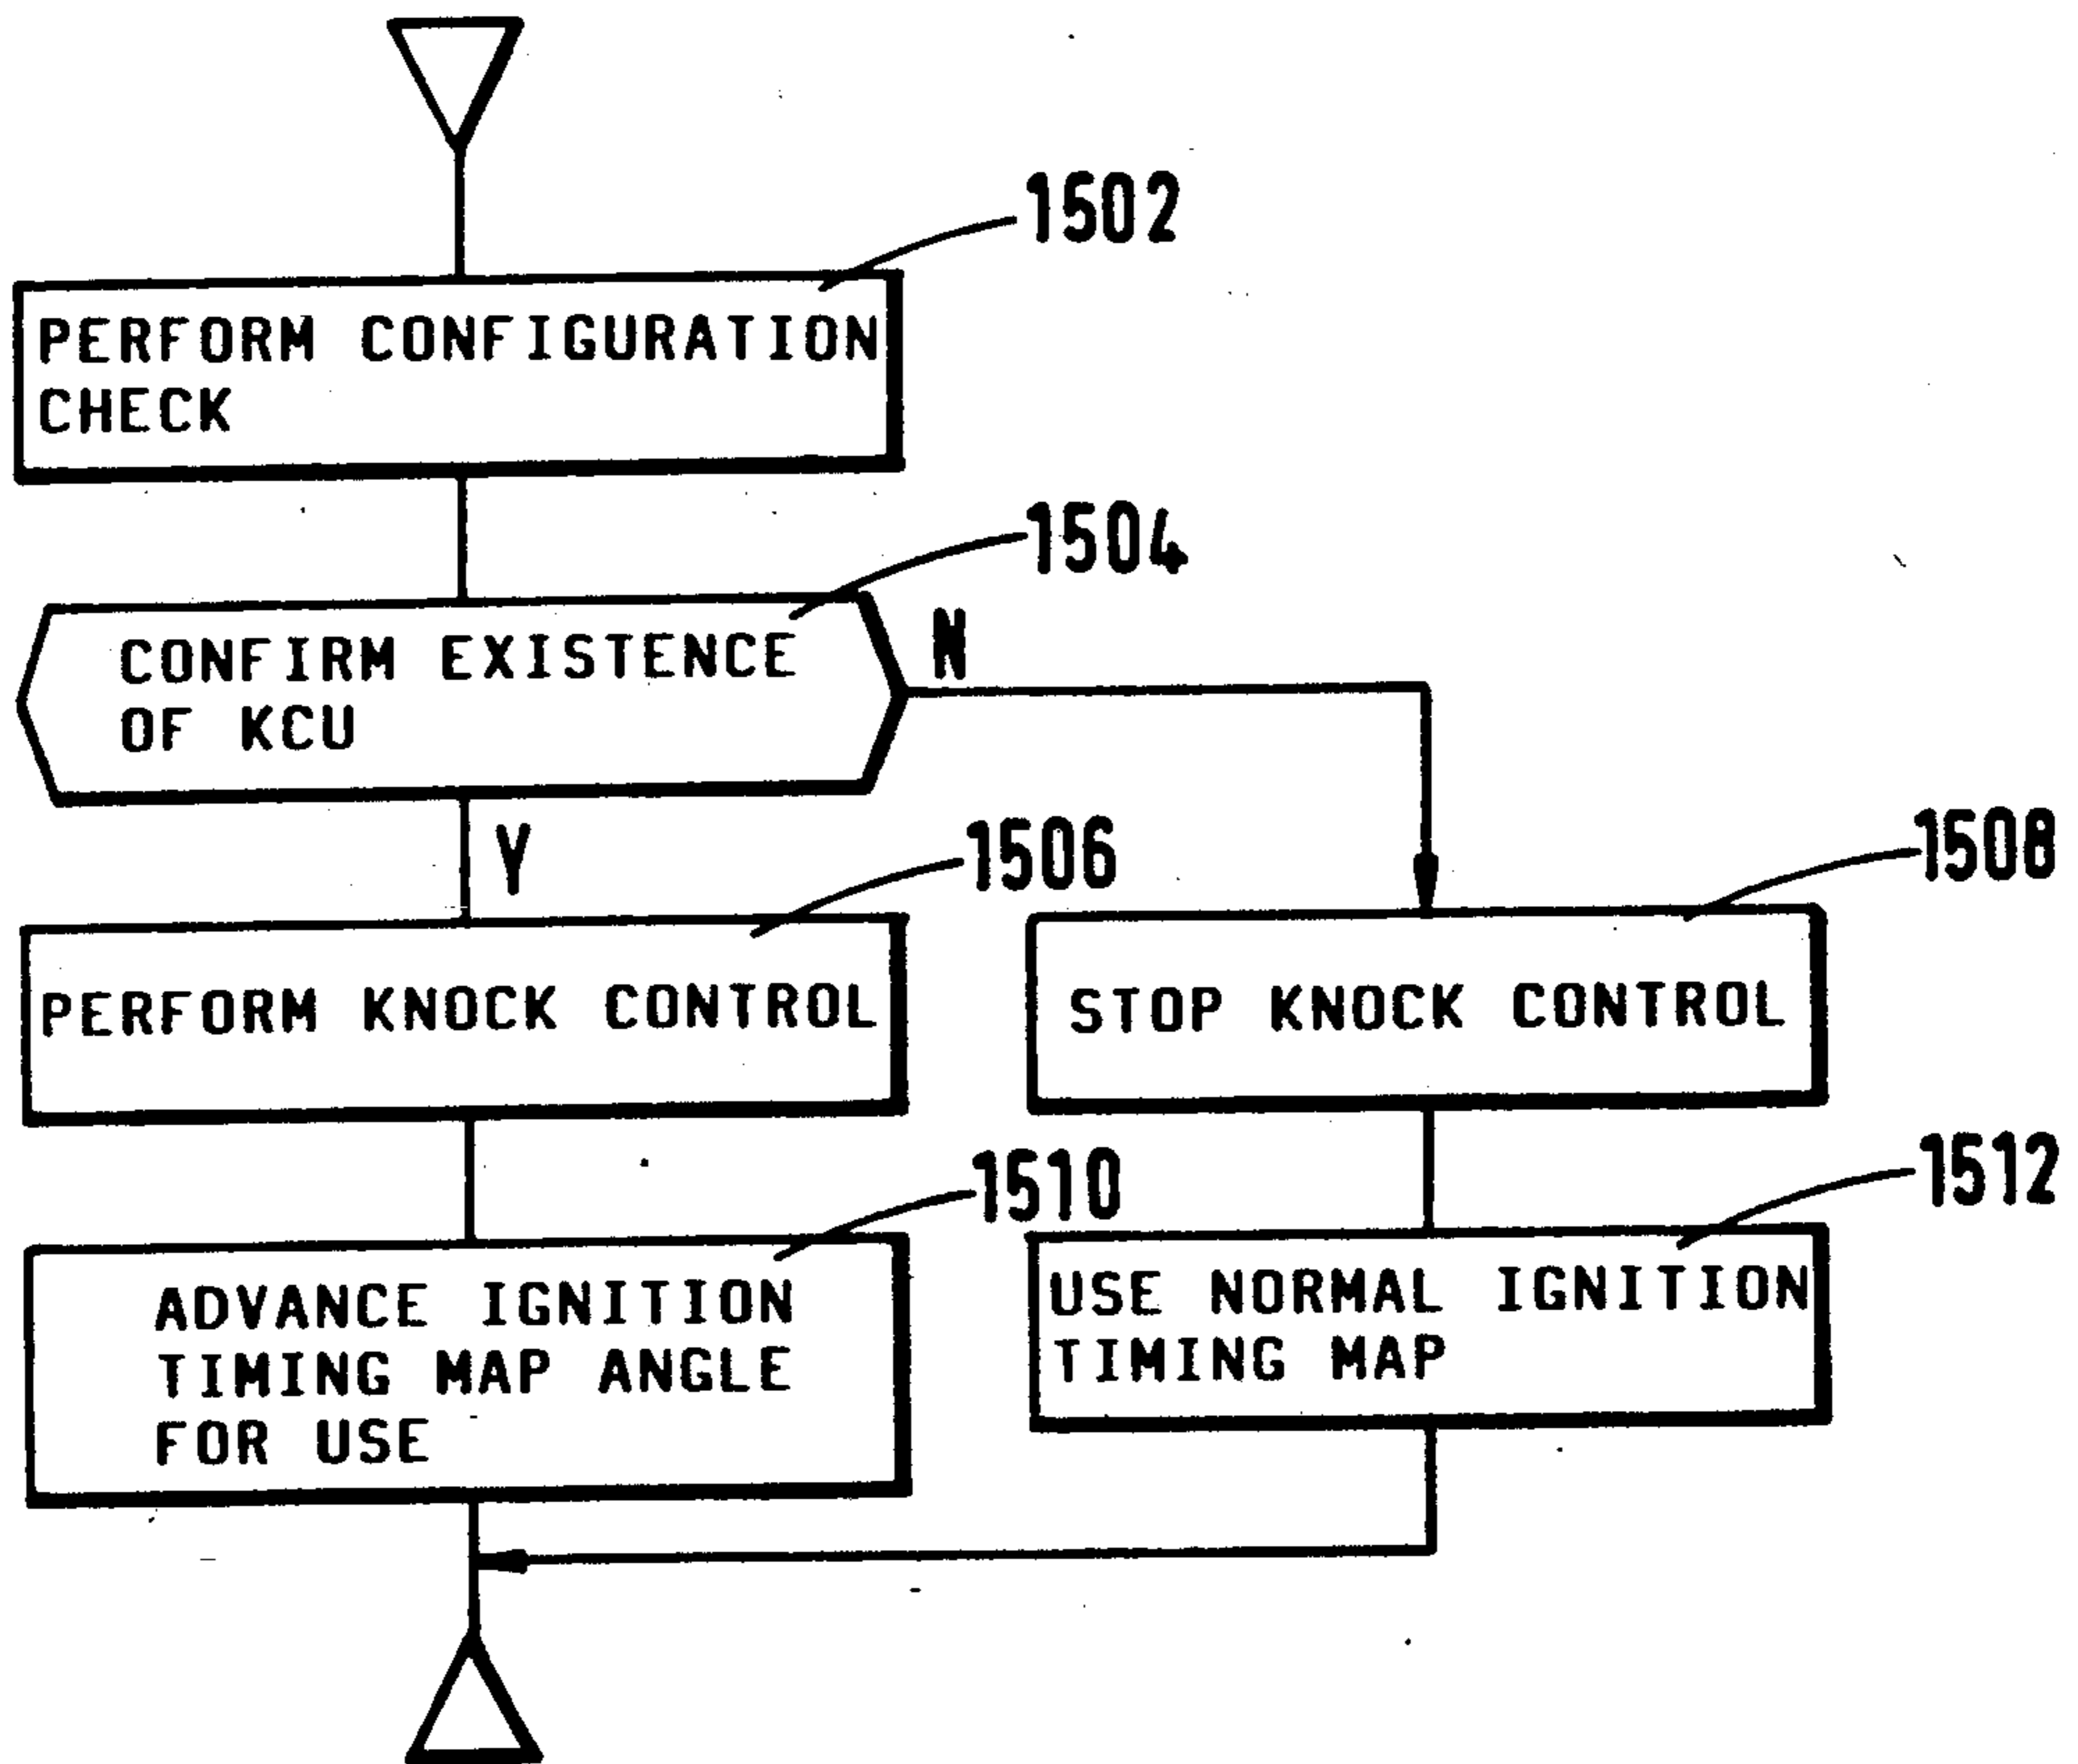 1502
PERFORM CONFIGURATION
CHECK
1504
CONFIRM EXISTENCE
OF KCU
N
Y
1506
1508
PERFORM KNOCK CONTROL
STOP KNOCK CONTROL
1510
1512
ADVANCE IGNITION
TIMING MAP ANGLE
FOR USE
USE NORMAL IGNITION
TIMING MAP